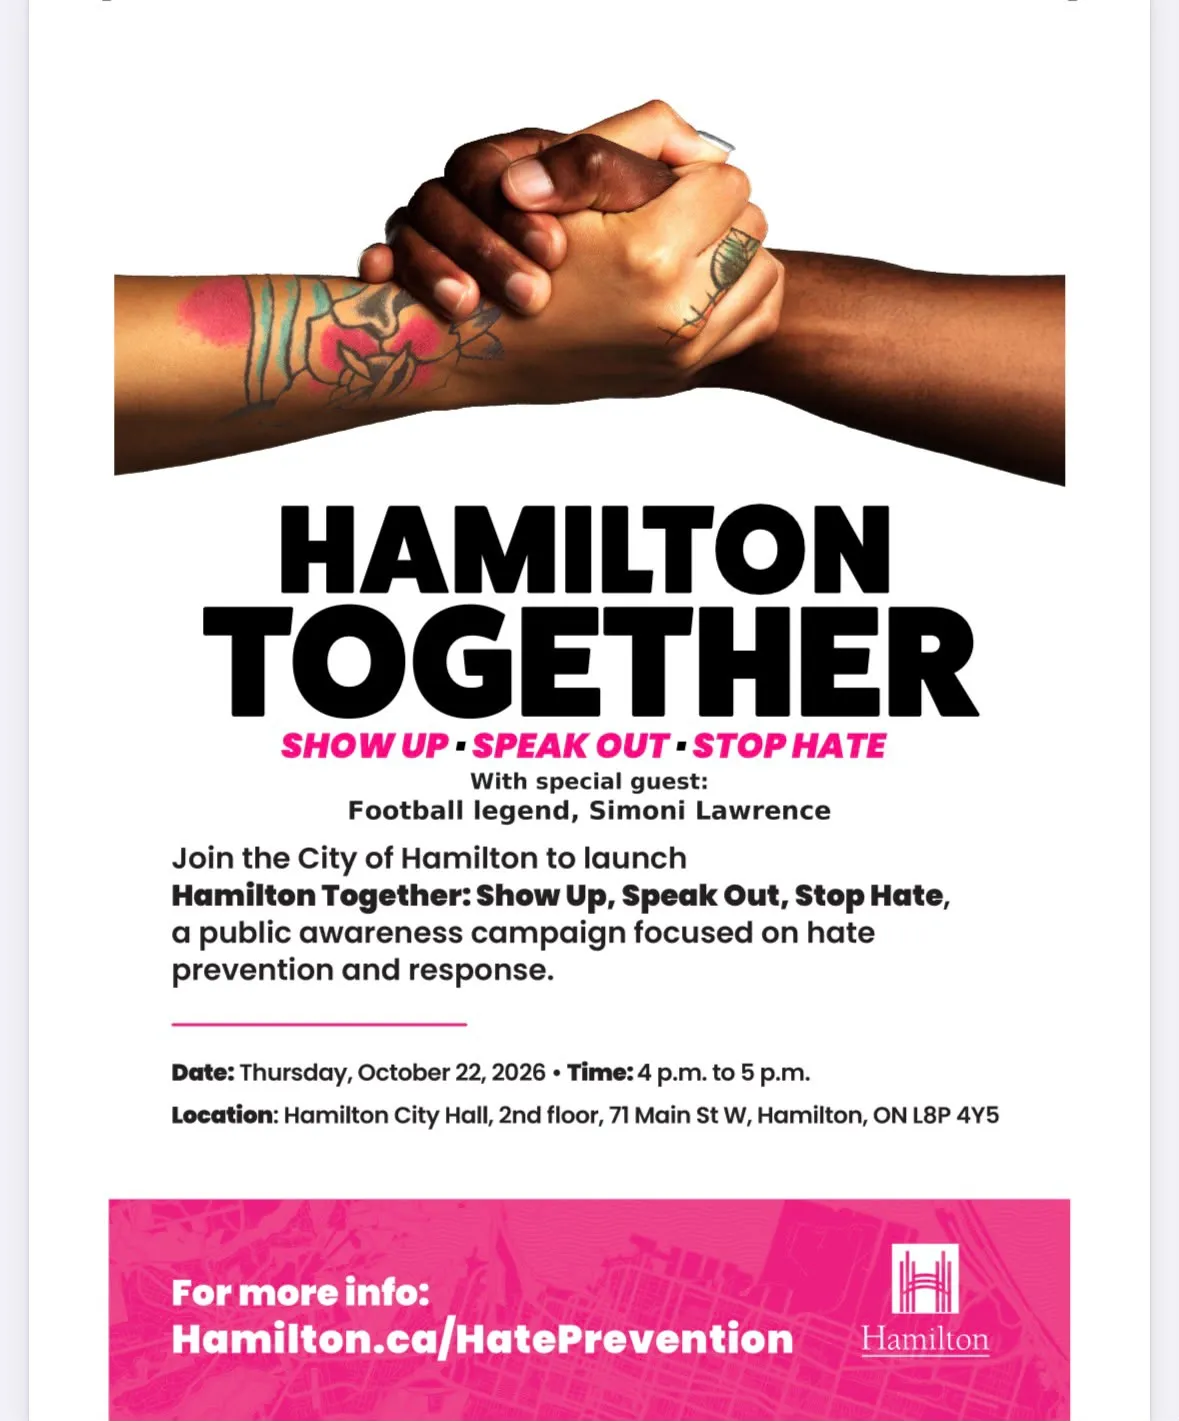 HAMILTON
TOGETHER
SHOW UP · SPEAK OUT · STOP HATE
With special guest:
Football legend, Simoni Lawrence
Join the City of Hamilton to launch
Hamilton Together: Show Up, Speak Out, Stop Hate,
a public awareness campaign focused on hate
prevention and response.
Date: Thursday, October 22, 2026 • Time: 4 p.m. to 5 p.m.
Location: Hamilton City Hall, 2nd floor, 71 Main St W, Hamilton, ON L8P 4Y5
For more info:
Hamilton.ca/HatePrevention
Hamilton